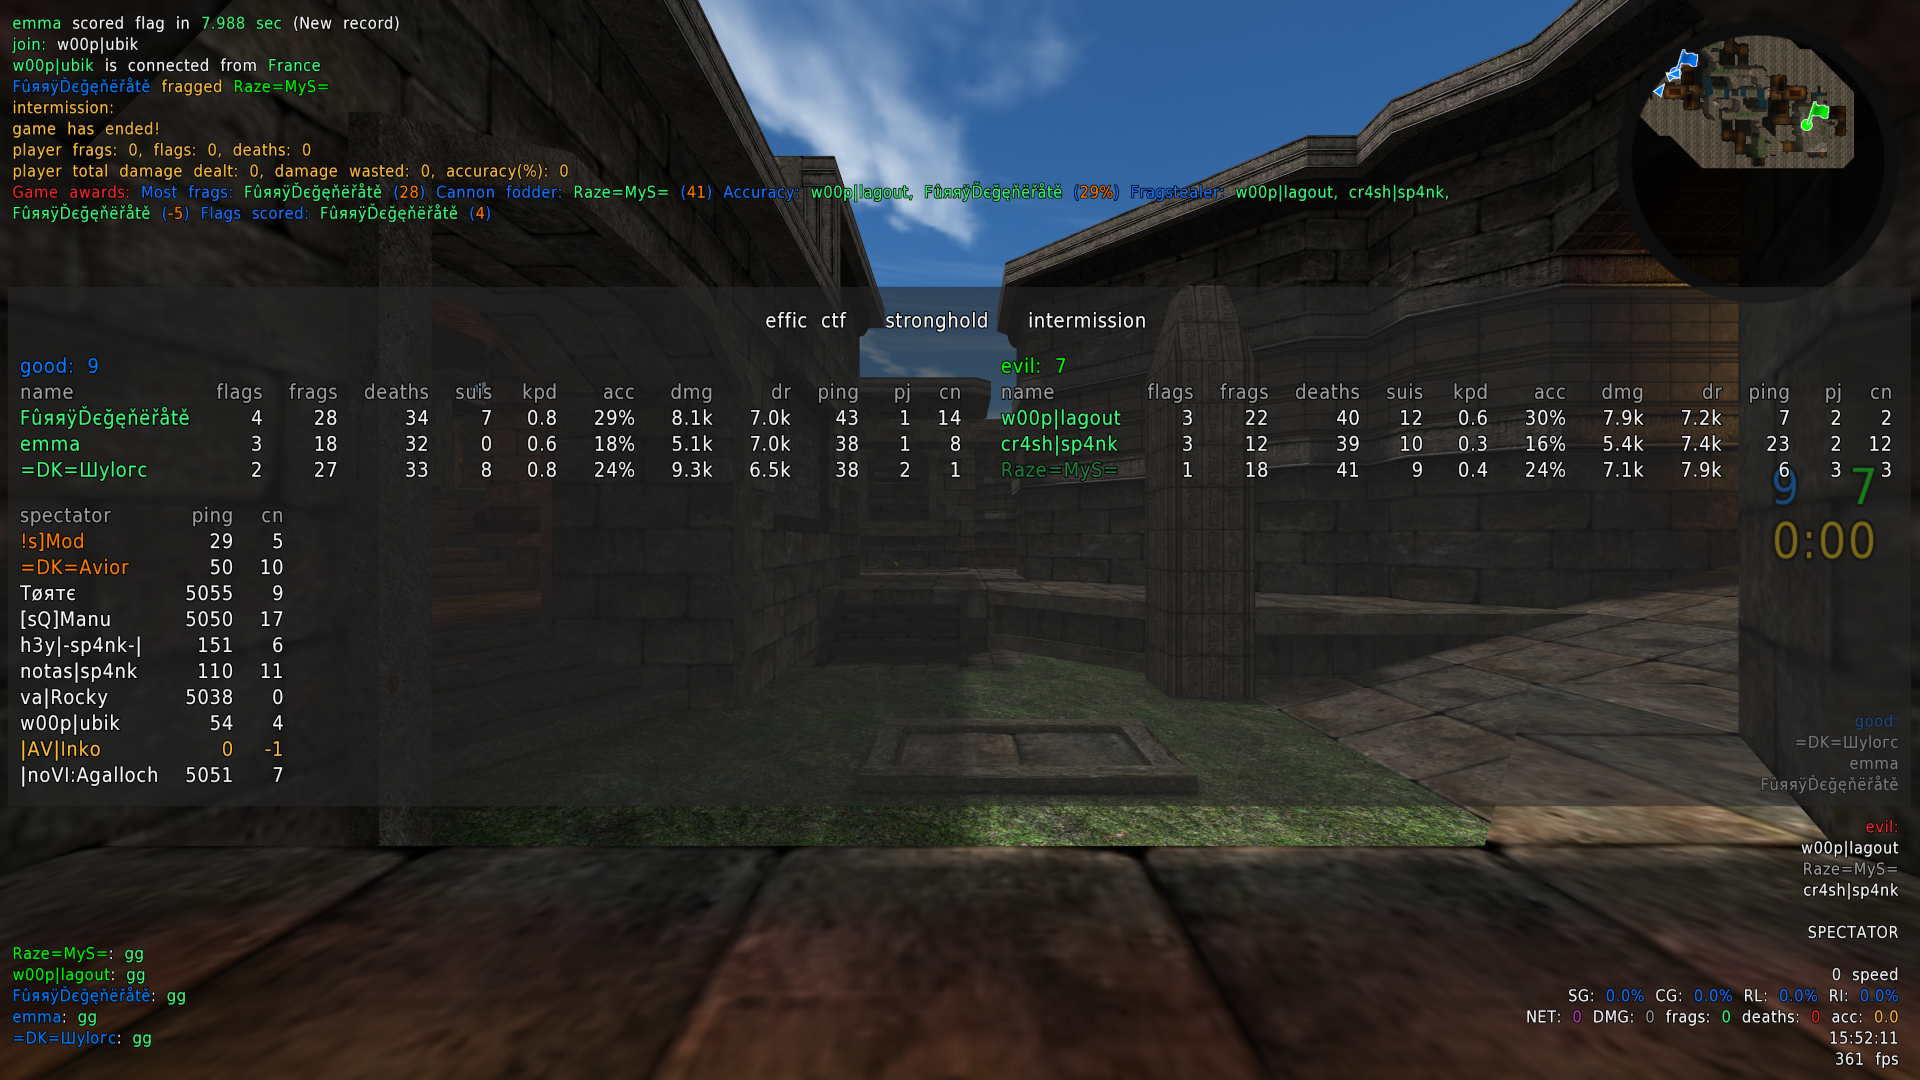 emma scored flag in 7.988 sec (New record)
join: w00p|ubik
w00p|ubik is connected from France
FûяяÿĎєğęňëřåtě fragged Raze=MyS=
intermission:
game has ended!
player frags: 0, flags: 0, deaths: 0
player total damage dealt: 0, damage wasted: 0, accuracy(%): 0
Game awards: Most frags: FûяяÿĎєğęňëřåtě (28) Cannon fodder: Raze=MyS= (41) Accuracy: w00p|lagout, FûяяÿĎєğęňëřåtě (29%) Fragstealer: w00p|lagout, cr4sh|sp4nk,
FûяяÿĎєğęňëřåtě (-5) Flags scored: FûяяÿĎєğęňëřåtě (4)
effic ctf stronghold intermission
good: 9
name flags frags deaths suis kpd acc dmg dr ping pj cn
FûяяÿĎєğęňëřåtě 4 28 34 7 0.8 29% 8.1k 7.0k 43 1 14
emma 3 18 32 0 0.6 18% 5.1k 7.0k 38 1 8
=DK=Шylorc 2 27 33 8 0.8 24% 9.3k 6.5k 38 2 1
evil: 7
name flags frags deaths suis kpd acc dmg dr ping pj cn
w00p|lagout 3 22 40 12 0.6 30% 7.9k 7.2k 7 2 2
cr4sh|sp4nk 3 12 39 10 0.3 16% 5.4k 7.4k 23 2 12
Raze=MyS= 1 18 41 9 0.4 24% 7.1k 7.9k 6 3 3
9 7
0:00
spectator ping cn
!s]Mod 29 5
=DK=Avior 50 10
Tøятє 5055 9
[sQ]Manu 5050 17
h3y|-sp4nk-| 151 6
notas|sp4nk 110 11
va|Rocky 5038 0
w00p|ubik 54 4
|AV|Inko 0 -1
|noVI:Agalloch 5051 7
good:
=DK=Шylorc
emma
FûяяÿĎєğęňëřåtě
evil:
w00p|lagout
Raze=MyS=
cr4sh|sp4nk
SPECTATOR
0 speed
SG: 0.0% CG: 0.0% RL: 0.0% RI: 0.0%
NET: 0 DMG: 0 frags: 0 deaths: 0 acc: 0.0
15:52:11
361 fps
Raze=MyS=: gg
w00p|lagout: gg
FûяяÿĎєğęňëřåtě: gg
emma: gg
=DK=Шylorc: gg